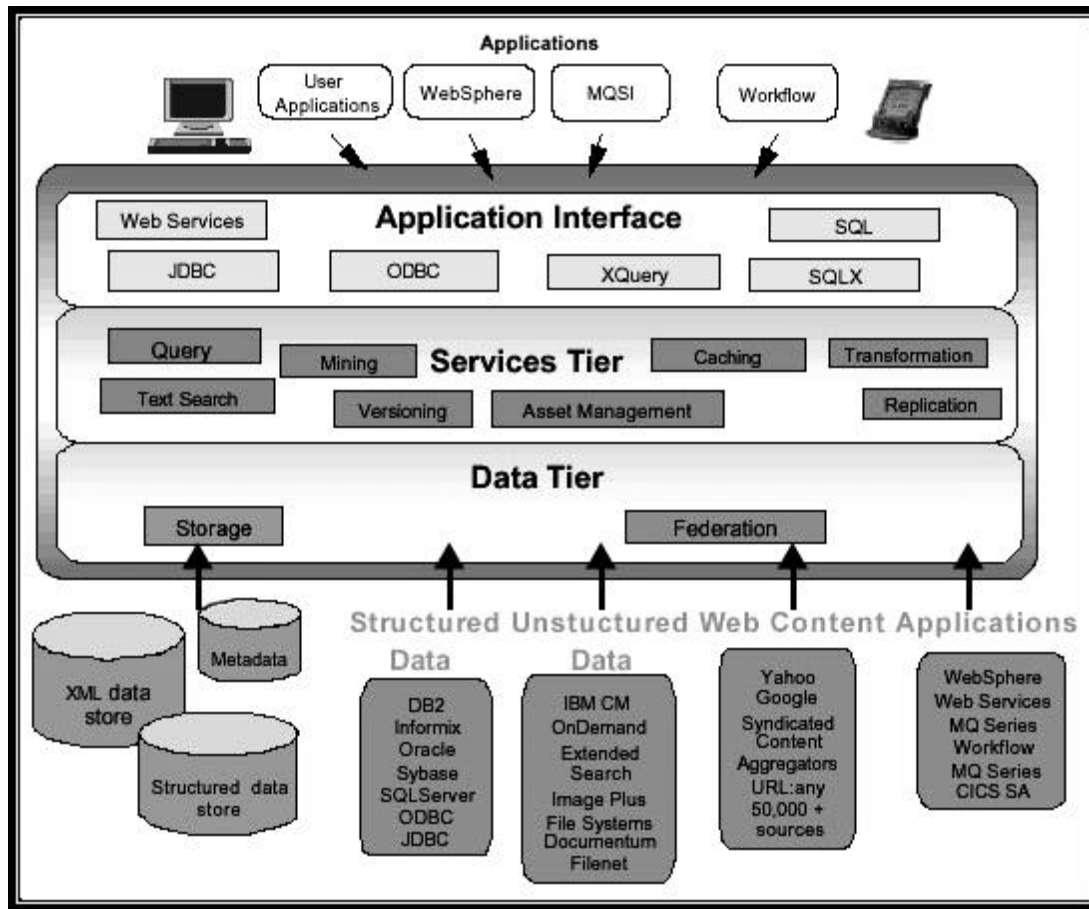 Applications
User
Applications
WebSphere
MQSI
Workflow
Application Interface
Web Services
SQL
JDBC
ODBC
XQuery
SQLX
Services Tier
Query
Mining
Caching
Transformation
Text Search
Versioning
Asset Management
Replication
Data Tier
Storage
Federation
XML data
store
Metadata
Structured data
store
Structured
Data
DB2
Informix
Oracle
Sybase
SQLServer
ODBC
JDBC
Unstuctured
Data
IBM CM
OnDemand
Extended
Search
Image Plus
File Systems
Documentum
Filenet
Web Content
Yahoo
Google
Syndicated
Content
Aggregators
URL:any
50,000 +
sources
Applications
WebSphere
Web Services
MQ Series
Workflow
MQ Series
CICS SA